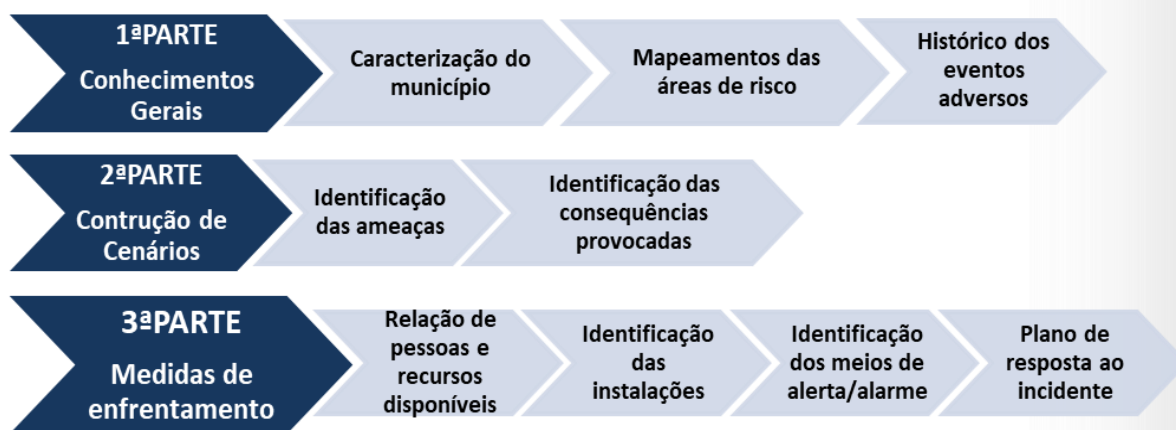 1ªPARTE
Conhecimentos
Gerais
Caracterização do
município
Mapeamentos das
áreas de risco
Histórico dos
eventos
adversos
2ªPARTE
Contrução de
Cenários
Identificação
das ameaças
Identificação das
consequências
provocadas
3ªPARTE
Medidas de
enfrentamento
Relação de
pessoas e
recursos
disponíveis
Identificação
das
instalações
Identificação
dos meios de
alerta/alarme
Plano de
resposta ao
incidente